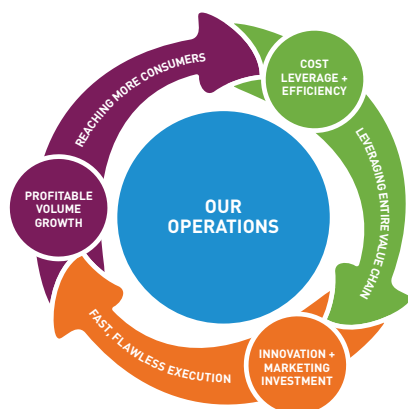 REACHING MORE CONSUMERS
COST
LEVERAGE +
EFFICIENCY
LEVERAGING ENTIRE VALUE CHAIN
PROFITABLE
VOLUME
GROWTH
OUR
OPERATIONS
FAST, FLAWLESS EXECUTION
INNOVATION +
MARKETING
INVESTMENT